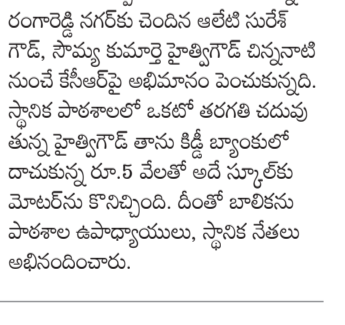 రంగారెడ్డి నగర్‌కు చెందిన ఆలేటి సురేశ్
గౌడ్, సౌమ్య కుమార్తె హైత్విగౌడ్ చిన్ననాటి
నుంచే కేసీఆర్‌పై అభిమానం పెంచుకున్నది.
స్థానిక పాఠశాలలో ఒకటో తరగతి చదువు
తున్న హైత్విగౌడ్ తాను కిడ్డీ బ్యాంకులో
దాచుకున్న రూ.5 వేలతో అదే స్కూల్‌కు
మోటర్‌ను కొనిచ్చింది. దీంతో బాలికను
పాఠశాల ఉపాధ్యాయులు, స్థానిక నేతలు
అభినందించారు.